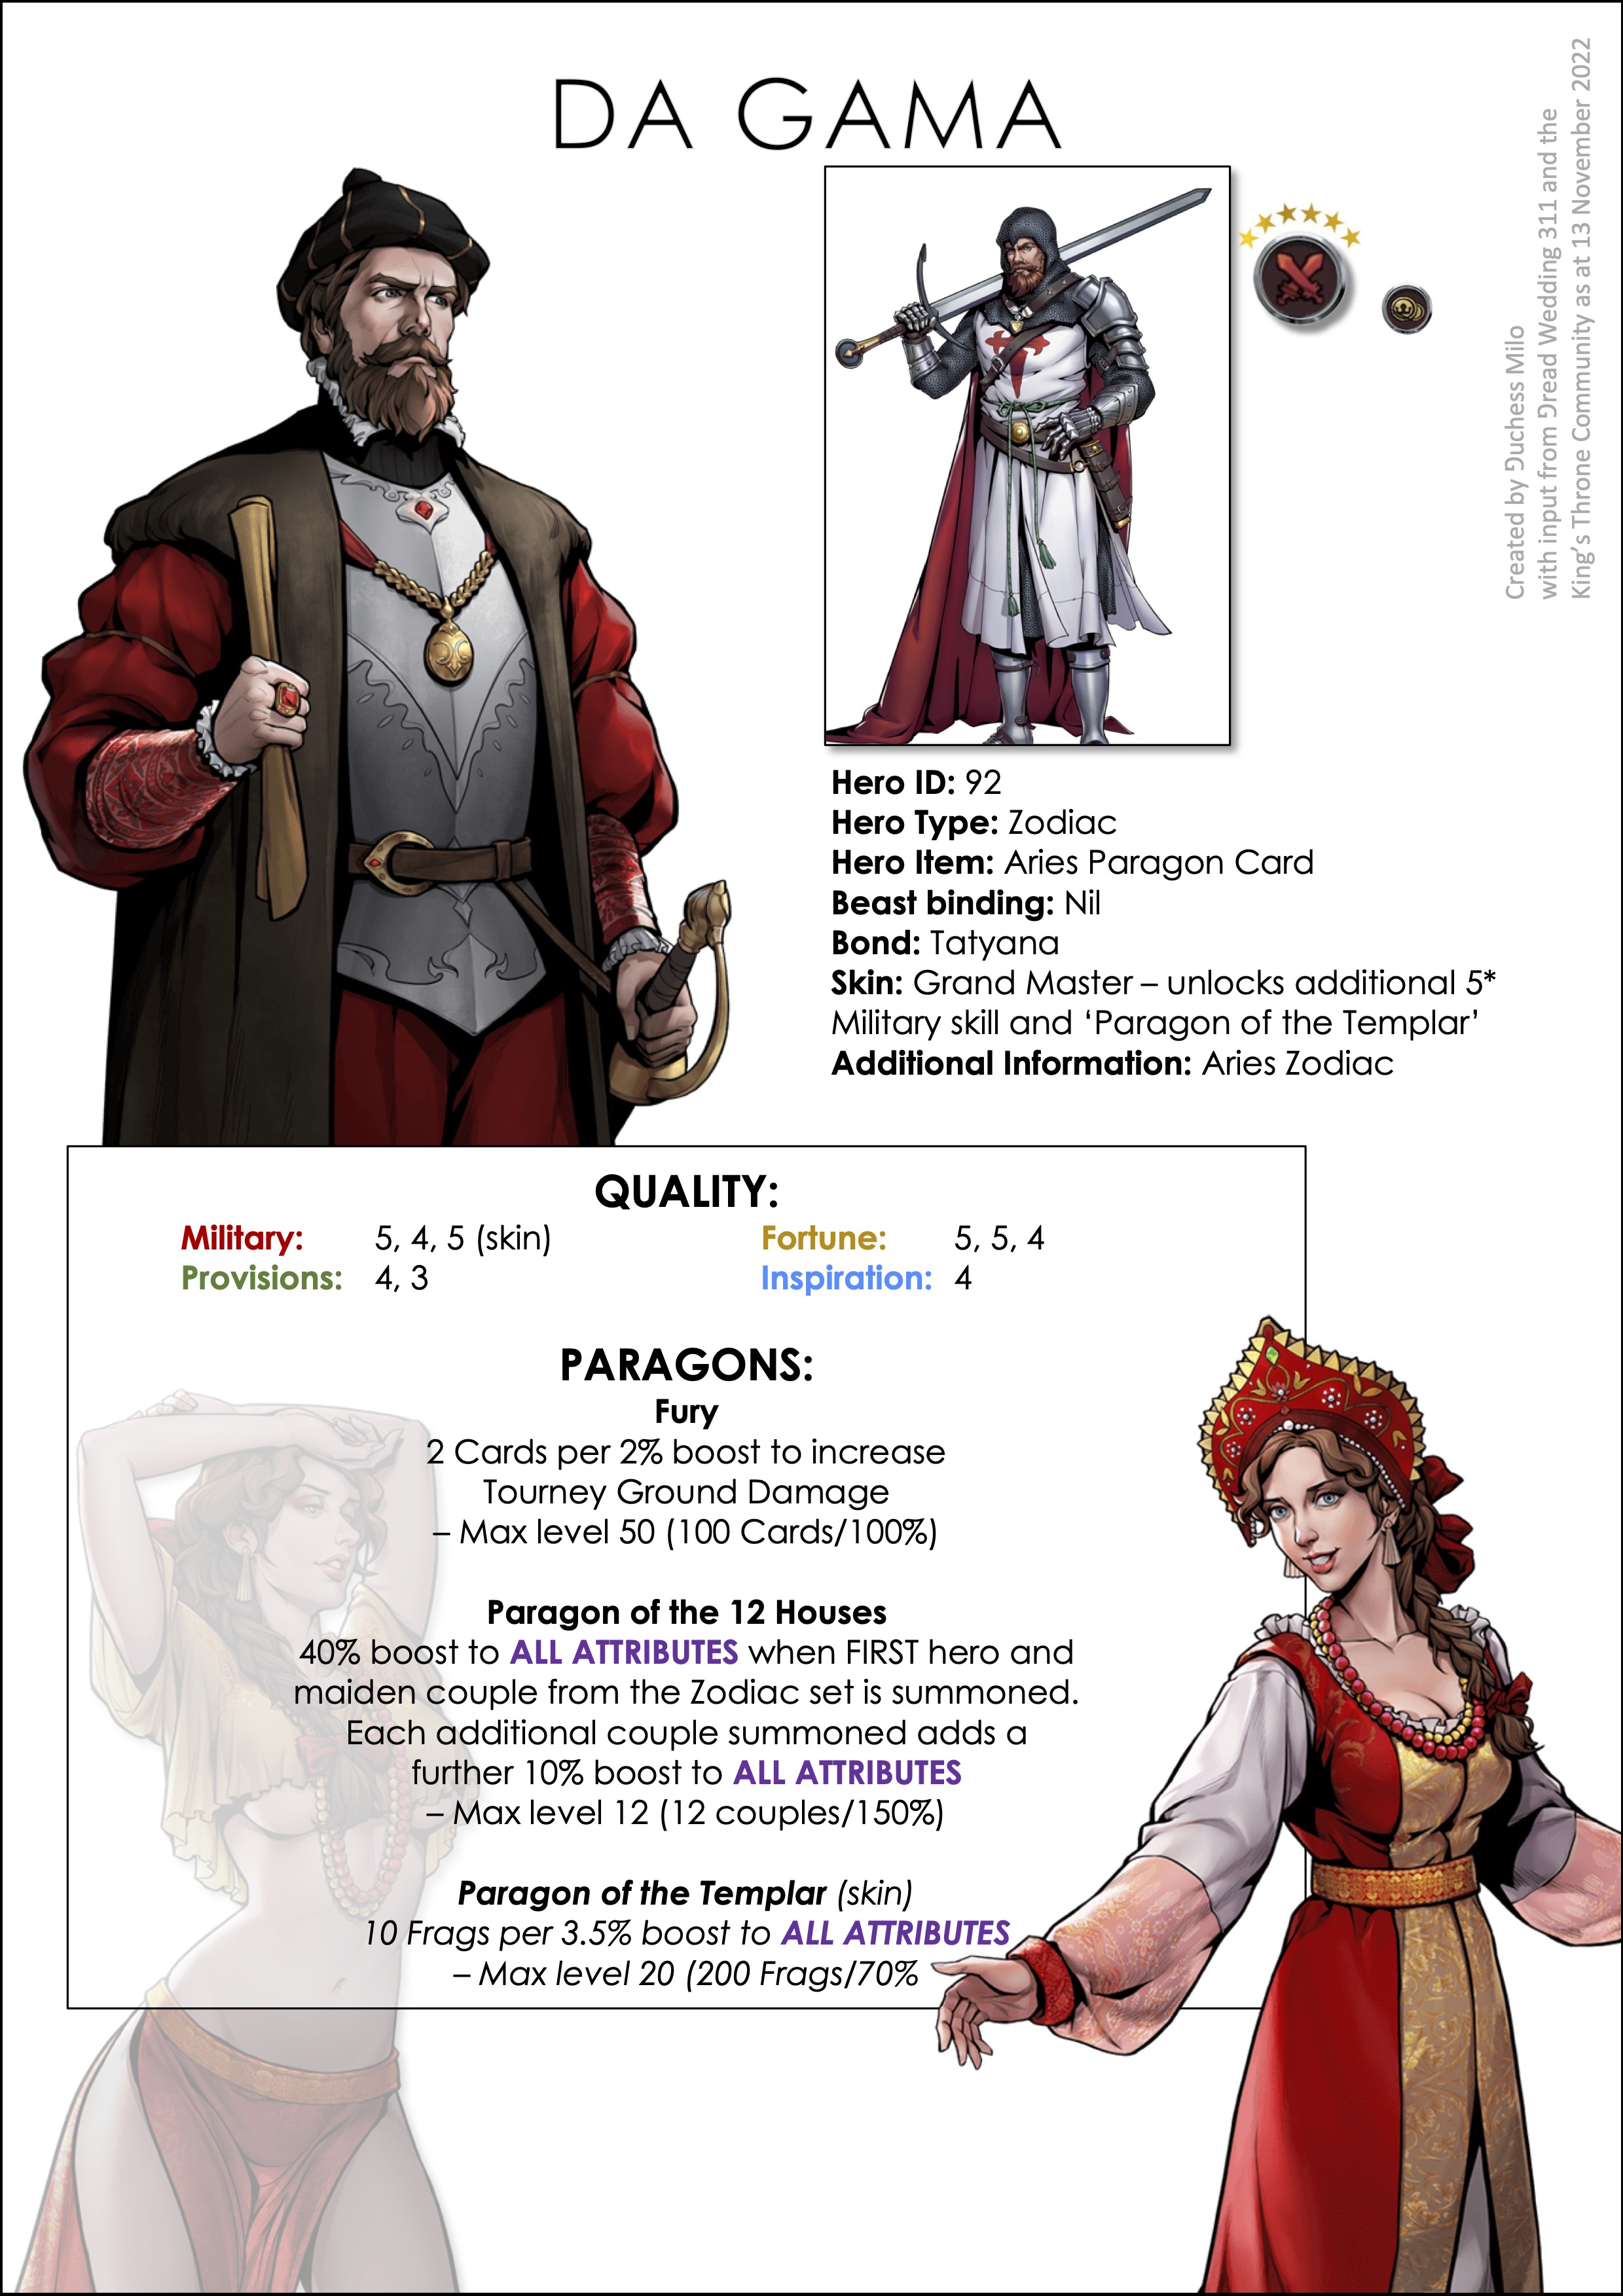 DA GAMA
Created by Duchess Milo
with input from Dread Wedding 311 and the
King's Throne Community as at 13 November 2022
Hero ID: 92
Hero Type: Zodiac
Hero Item: Aries Paragon Card
Beast binding: Nil
Bond: Tatyana
Skin: Grand Master – unlocks additional 5*
Military skill and ‘Paragon of the Templar’
Additional Information: Aries Zodiac
QUALITY:
Military: 5, 4, 5 (skin) Fortune: 5, 5, 4
Provisions: 4, 3 Inspiration: 4
PARAGONS:
Fury
2 Cards per 2% boost to increase
Tourney Ground Damage
– Max level 50 (100 Cards/100%)
Paragon of the 12 Houses
40% boost to ALL ATTRIBUTES when FIRST hero and
maiden couple from the Zodiac set is summoned.
Each additional couple summoned adds a
further 10% boost to ALL ATTRIBUTES
– Max level 12 (12 couples/150%)
Paragon of the Templar (skin)
10 Frags per 3.5% boost to ALL ATTRIBUTES
– Max level 20 (200 Frags/70%